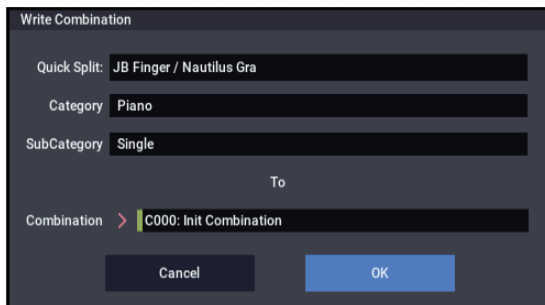 Write Combination
Quick Split: JB Finger / Nautilus Gra
Category Piano
SubCategory Single
To
Combination > C000: Init Combination
Cancel OK